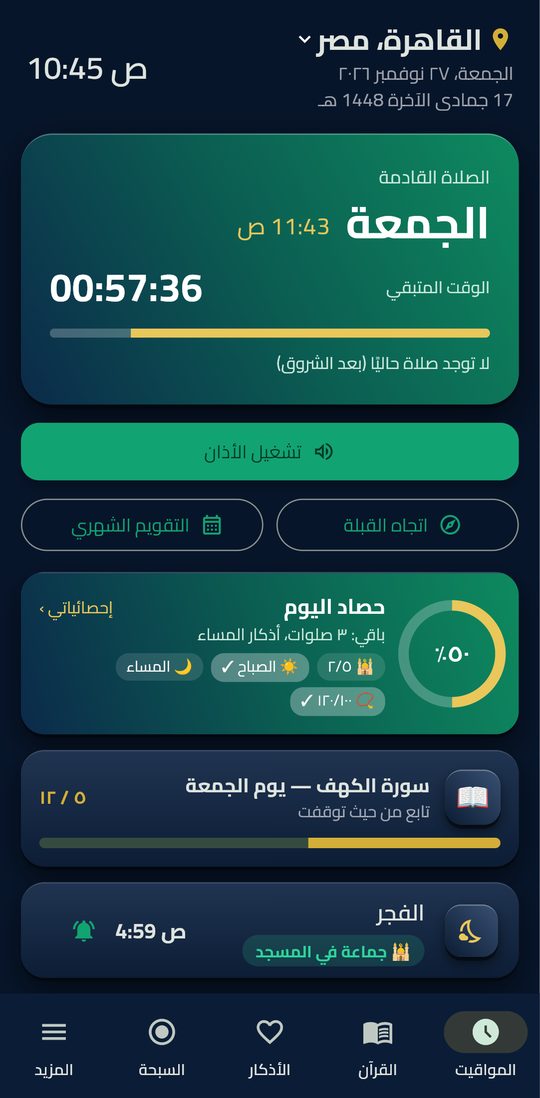 القاهرة، مصر
10:45 ص
الجمعة، ٢٧ نوفمبر ٢٠٢٦
17 جمادى الآخرة 1448 هـ
الصلاة القادمة
الجمعة 11:43 ص
الوقت المتبقي 00:57:36
لا توجد صلاة حاليًا (بعد الشروق)
تشغيل الأذان
اتجاه القبلة
التقويم الشهري
٥٠٪
حصاد اليوم
إحصائياتي ›
باقي: ٣ صلوات، أذكار المساء
🕌 ٢/٥
☀️ الصباح ✓
🌙 المساء
📿 ١٢٠/١٠٠ ✓
سورة الكهف — يوم الجمعة
٥ / ١٢
تابع من حيث توقفت
الفجر
4:59 ص
🕌 جماعة في المسجد
المواقيت
القرآن
الأذكار
السبحة
المزيد